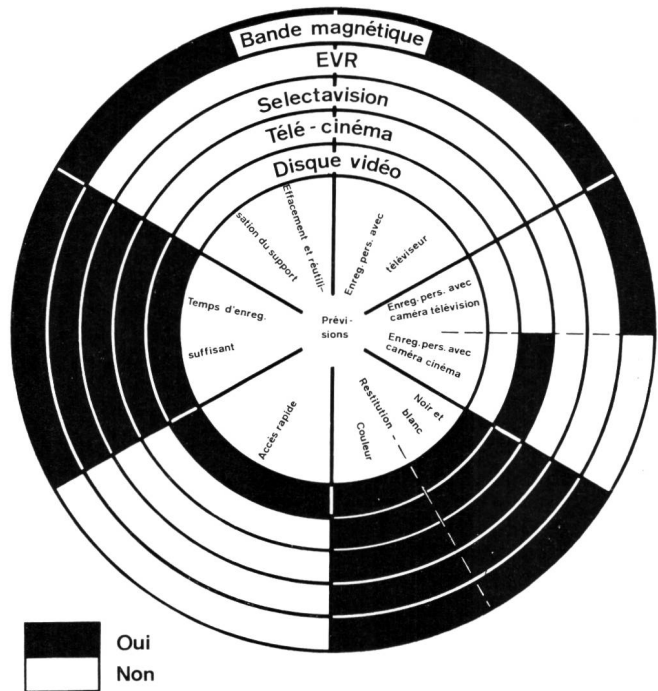 Bande magnétique
EVR
Selectavision
Télé-cinéma
Disque vidéo
Effacement et réutili-
sation du support
Enreg. pers. avec
téléviseur
Enreg. pers. avec
caméra télévision
Enreg. pers. avec
caméra cinéma
Noir et
blanc
Restitution
Couleur
Accès rapide
Temps d'enreg.
suffisant
Prévi-
sions
Oui
Non